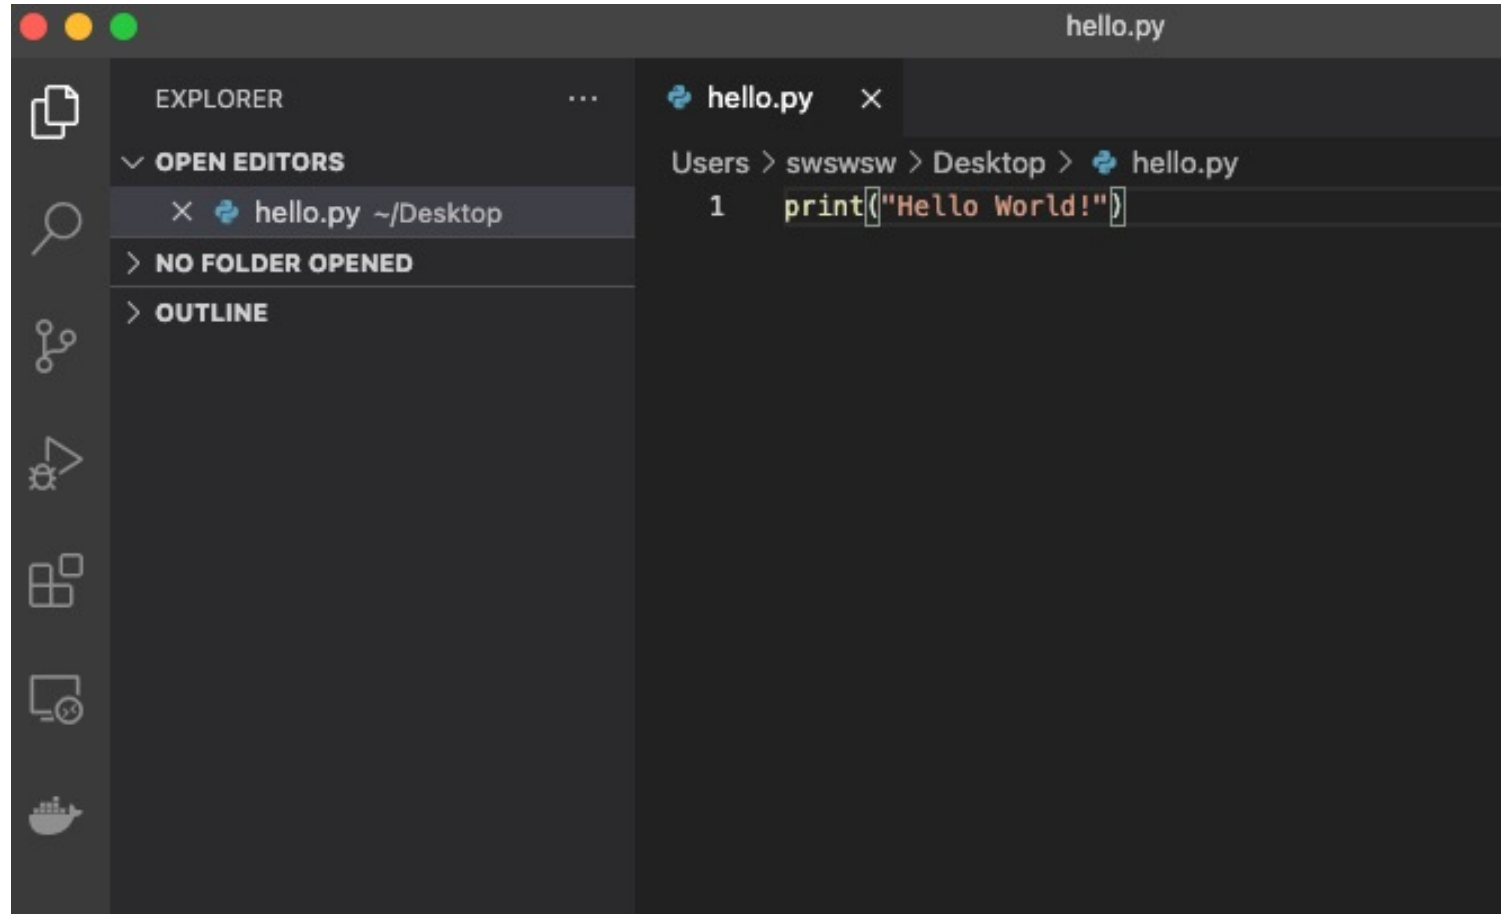 hello.py
EXPLORER ...
OPEN EDITORS
hello.py ~/Desktop
NO FOLDER OPENED
OUTLINE
hello.py
Users > swswsw > Desktop > hello.py
1 print("Hello World!")